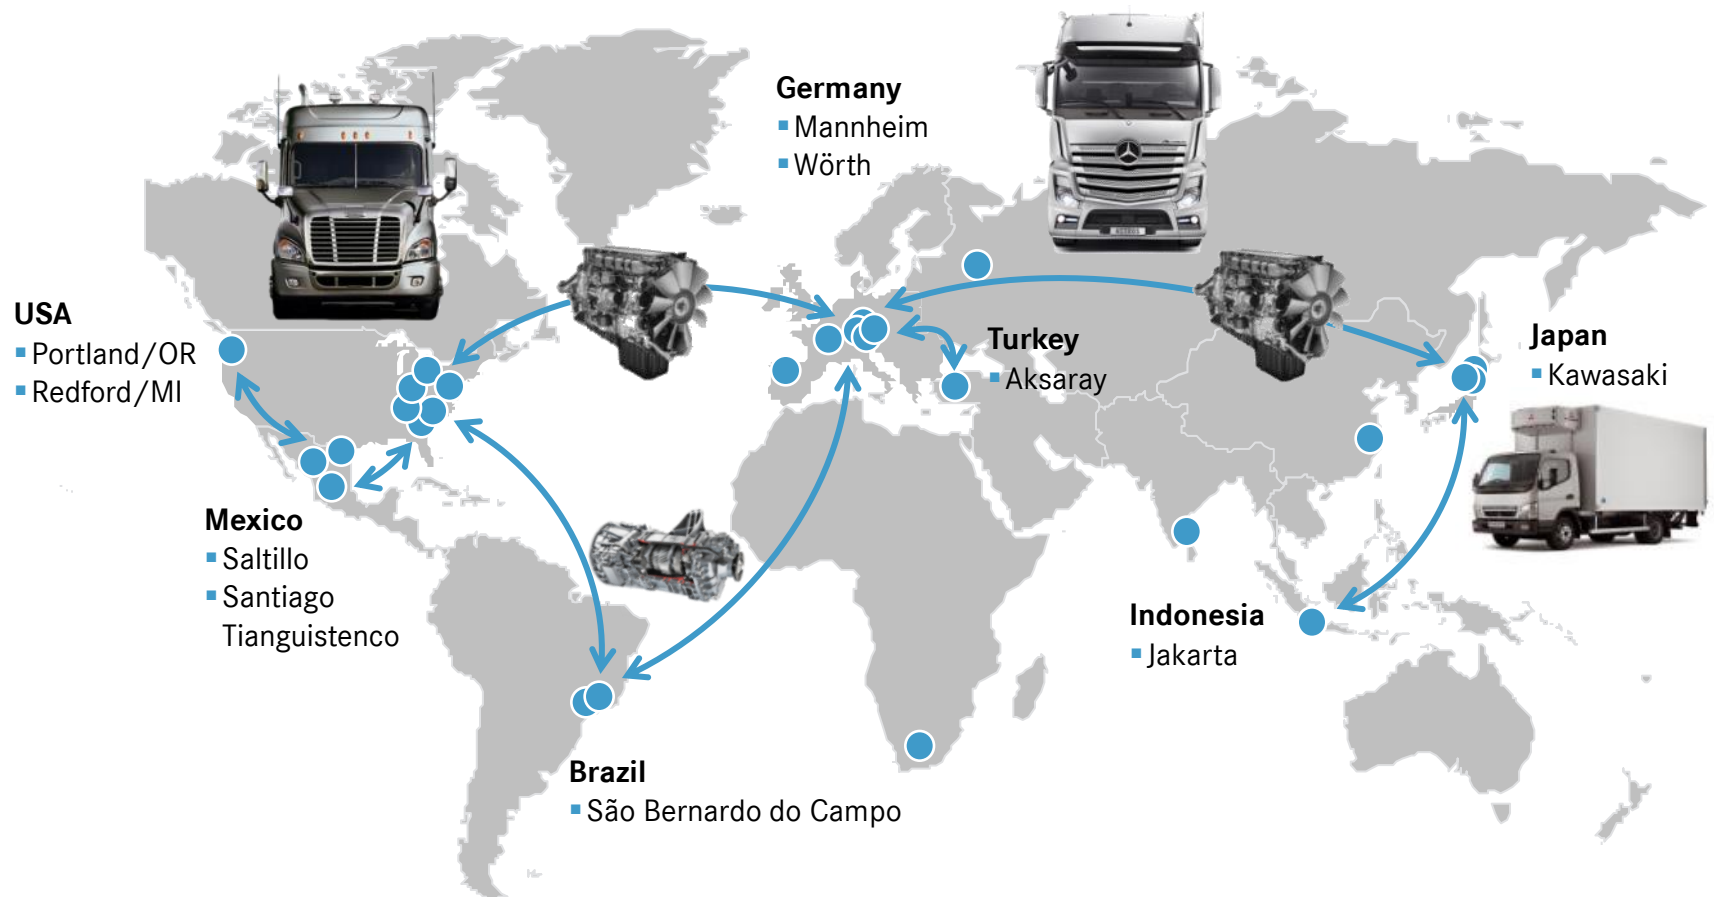 Germany
Mannheim
Wörth
USA
Portland/OR
Redford/MI
Turkey
Aksaray
Japan
Kawasaki
Mexico
Saltillo
Santiago
Tianguistenco
Indonesia
Jakarta
Brazil
São Bernardo do Campo